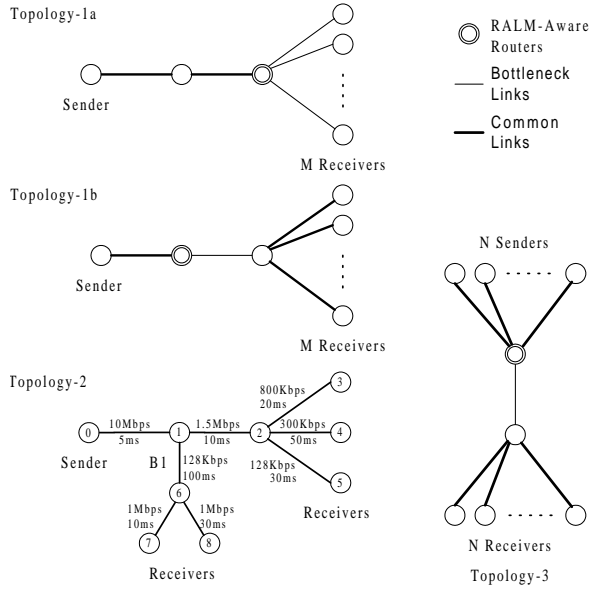 Topology-1a
Sender
M Receivers
RALM-Aware
Routers
Bottleneck
Links
Common
Links
Topology-1b
Sender
M Receivers
Topology-2
0
10Mbps
5ms
Sender
1
B1
1.5Mbps
10ms
2
800Kbps
20ms
3
300Kbps
50ms
4
128Kbps
30ms
5
Receivers
128Kbps
100ms
6
1Mbps
10ms
7
1Mbps
30ms
8
Receivers
N Senders
N Receivers
Topology-3